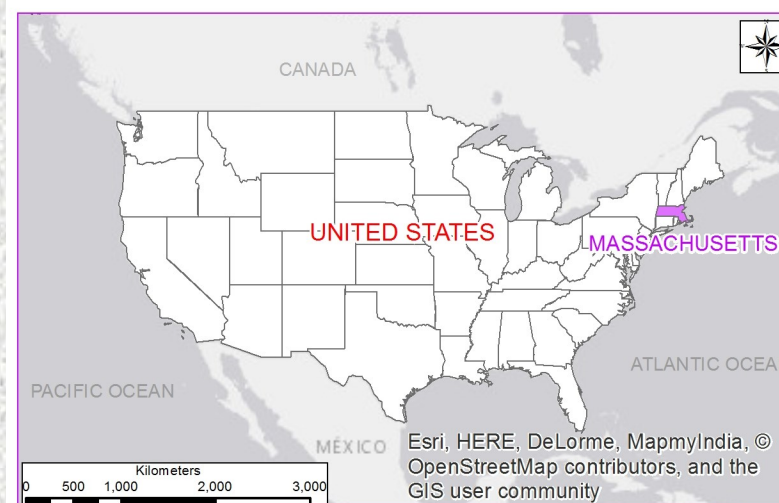 CANADA
UNITED STATES
MASSACHUSETTS
ATLANTIC OCEA
PACIFIC OCEAN
MÉXICO
Esri, HERE, DeLorme, MapmyIndia, ©
OpenStreetMap contributors, and the
GIS user community
Kilometers
0 500 1,000 2,000 3,000